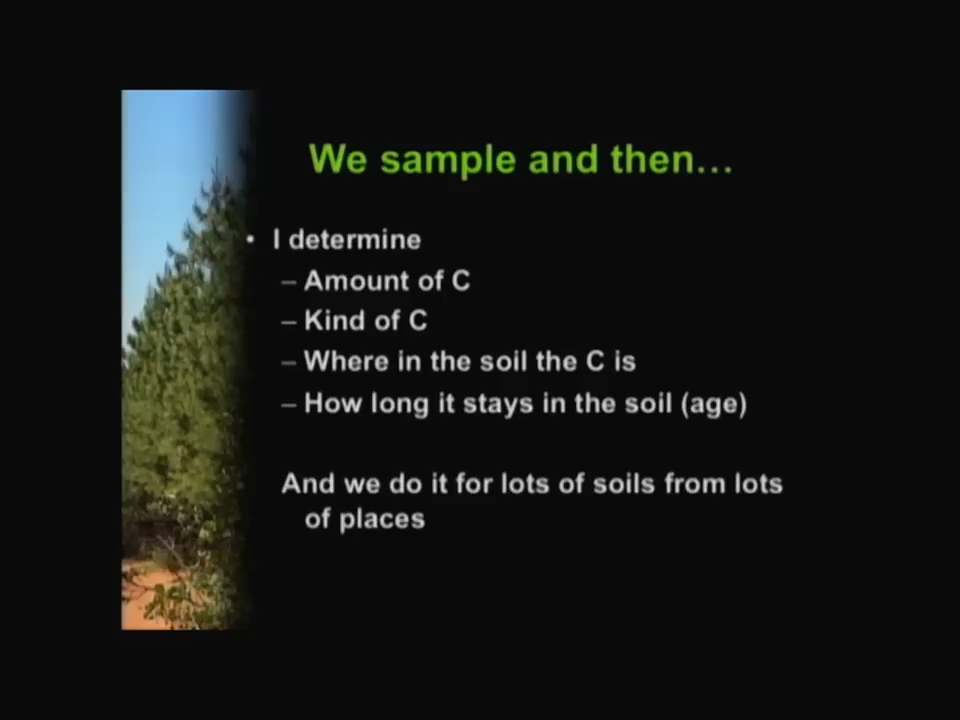 We sample and then…
• I determine
– Amount of C
– Kind of C
– Where in the soil the C is
– How long it stays in the soil (age)
And we do it for lots of soils from lots
of places